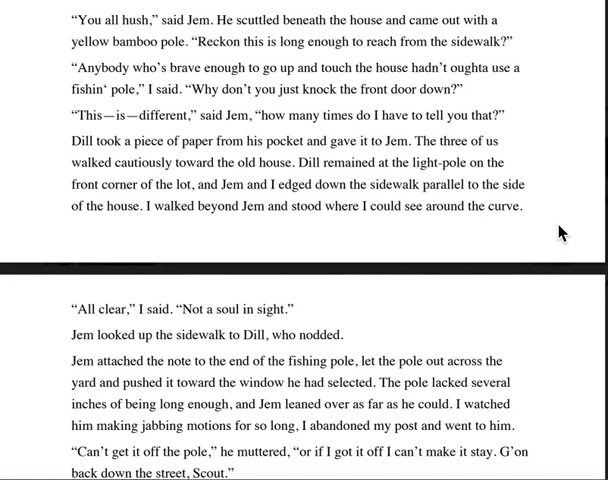 “You all hush,” said Jem. He scuttled beneath the house and came out with a
yellow bamboo pole. “Reckon this is long enough to reach from the sidewalk?”
“Anybody who’s brave enough to go up and touch the house hadn’t oughta use a
fishin‘ pole,” I said. “Why don’t you just knock the front door down?”
“This—is—different,” said Jem, “how many times do I have to tell you that?”
Dill took a piece of paper from his pocket and gave it to Jem. The three of us
walked cautiously toward the old house. Dill remained at the light-pole on the
front corner of the lot, and Jem and I edged down the sidewalk parallel to the side
of the house. I walked beyond Jem and stood where I could see around the curve.
“All clear,” I said. “Not a soul in sight.”
Jem looked up the sidewalk to Dill, who nodded.
Jem attached the note to the end of the fishing pole, let the pole out across the
yard and pushed it toward the window he had selected. The pole lacked several
inches of being long enough, and Jem leaned over as far as he could. I watched
him making jabbing motions for so long, I abandoned my post and went to him.
“Can’t get it off the pole,” he muttered, “or if I got it off I can’t make it stay. G’on
back down the street, Scout.”